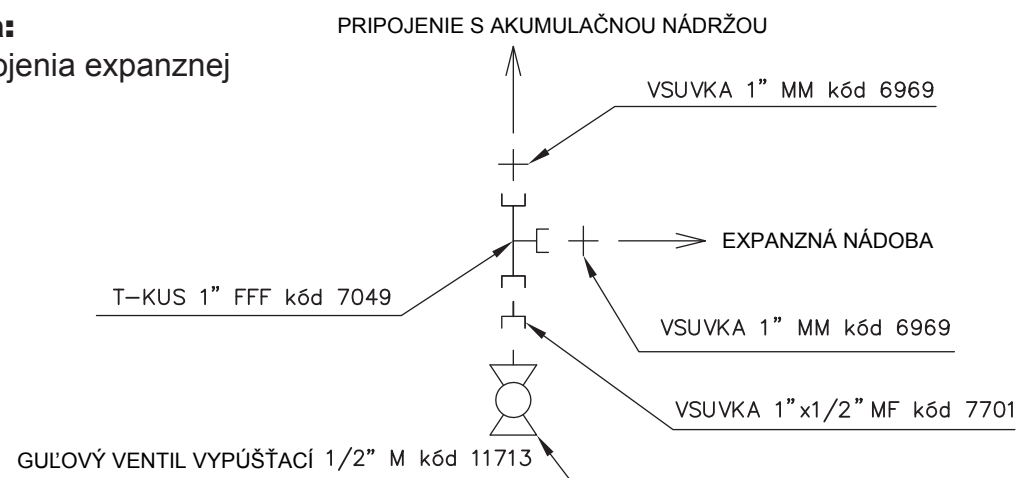 a:
ojenia expanznej
PRIPOJENIE S AKUMULAČNOU NÁDRŽOU
VSUVKA 1” MM kód 6969
EXPANZNÁ NÁDOBA
T–KUS 1” FFF kód 7049
VSUVKA 1” MM kód 6969
VSUVKA 1”x1/2” MF kód 7701
GUĽOVÝ VENTIL VYPÚŠŤACÍ 1/2” M kód 11713